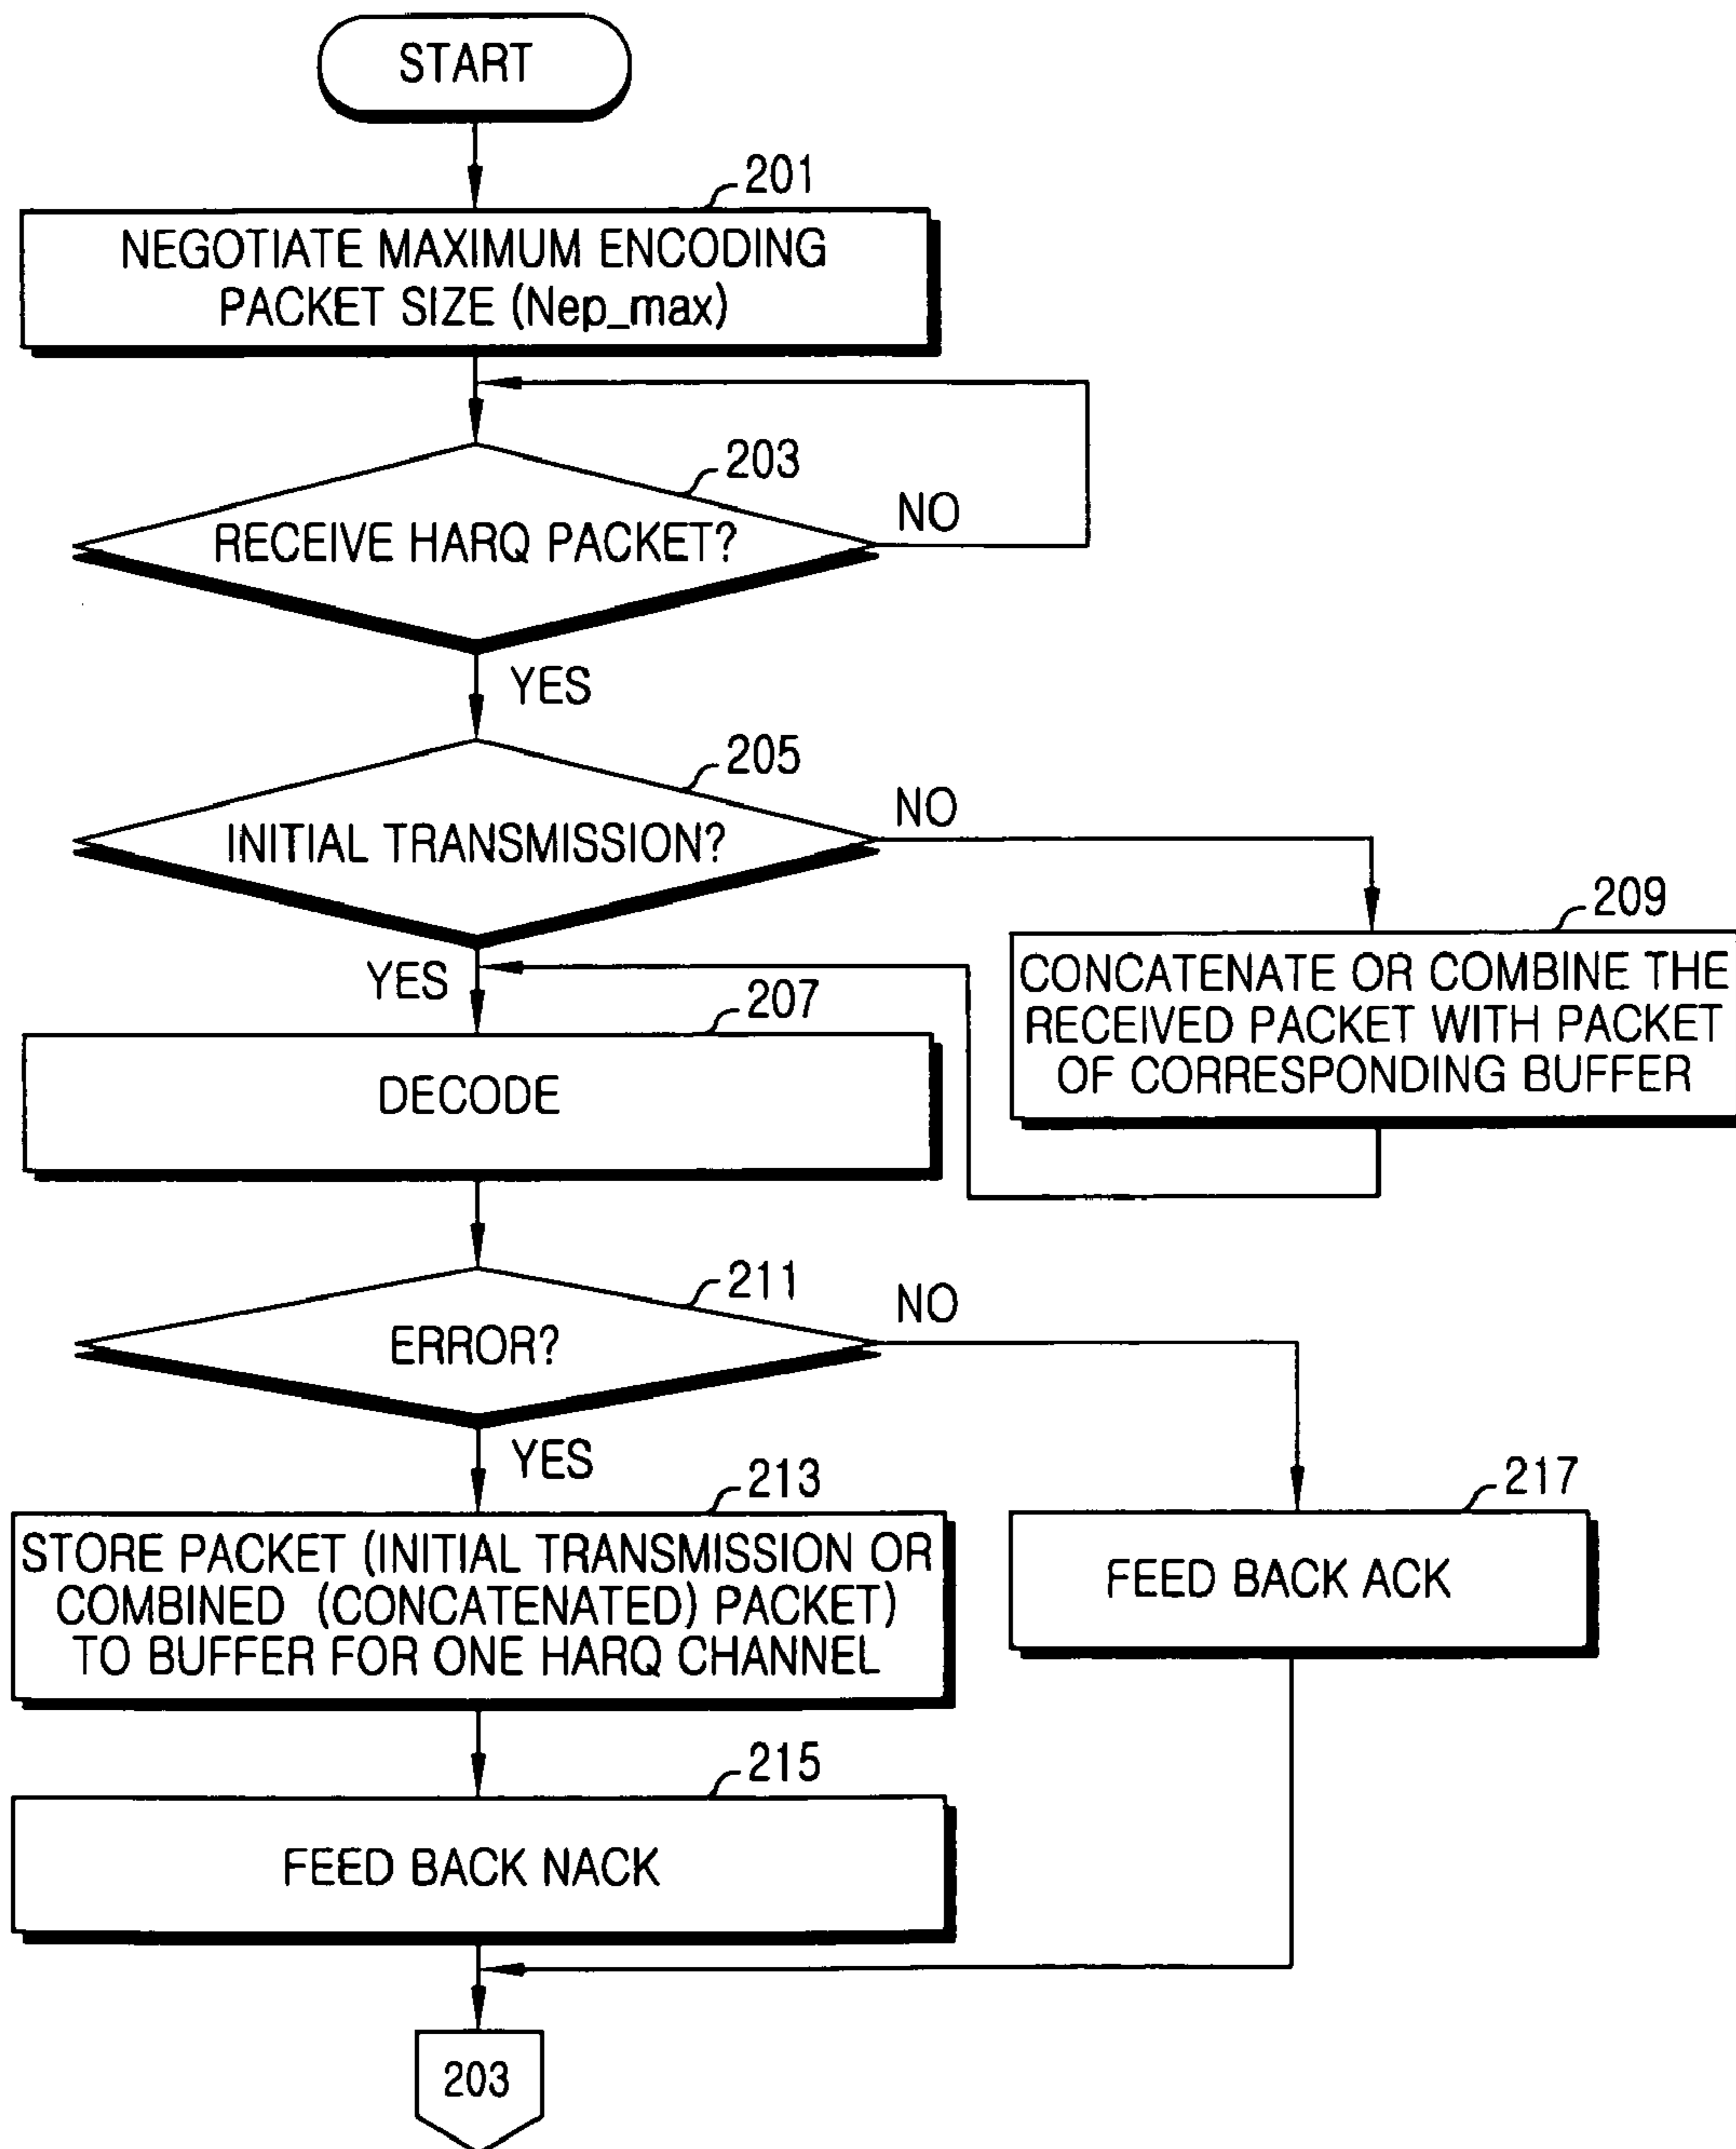 START
201
NEGOTIATE MAXIMUM ENCODING
PACKET SIZE (Nep_max)
203
RECEIVE HARQ PACKET?
NO
YES
205
INITIAL TRANSMISSION?
NO
YES
209
CONCATENATE OR COMBINE THE
RECEIVED PACKET WITH PACKET
OF CORRESPONDING BUFFER
207
DECODE
211
ERROR?
NO
YES
213
STORE PACKET (INITIAL TRANSMISSION OR
COMBINED (CONCATENATED) PACKET)
TO BUFFER FOR ONE HARQ CHANNEL
217
FEED BACK ACK
215
FEED BACK NACK
203